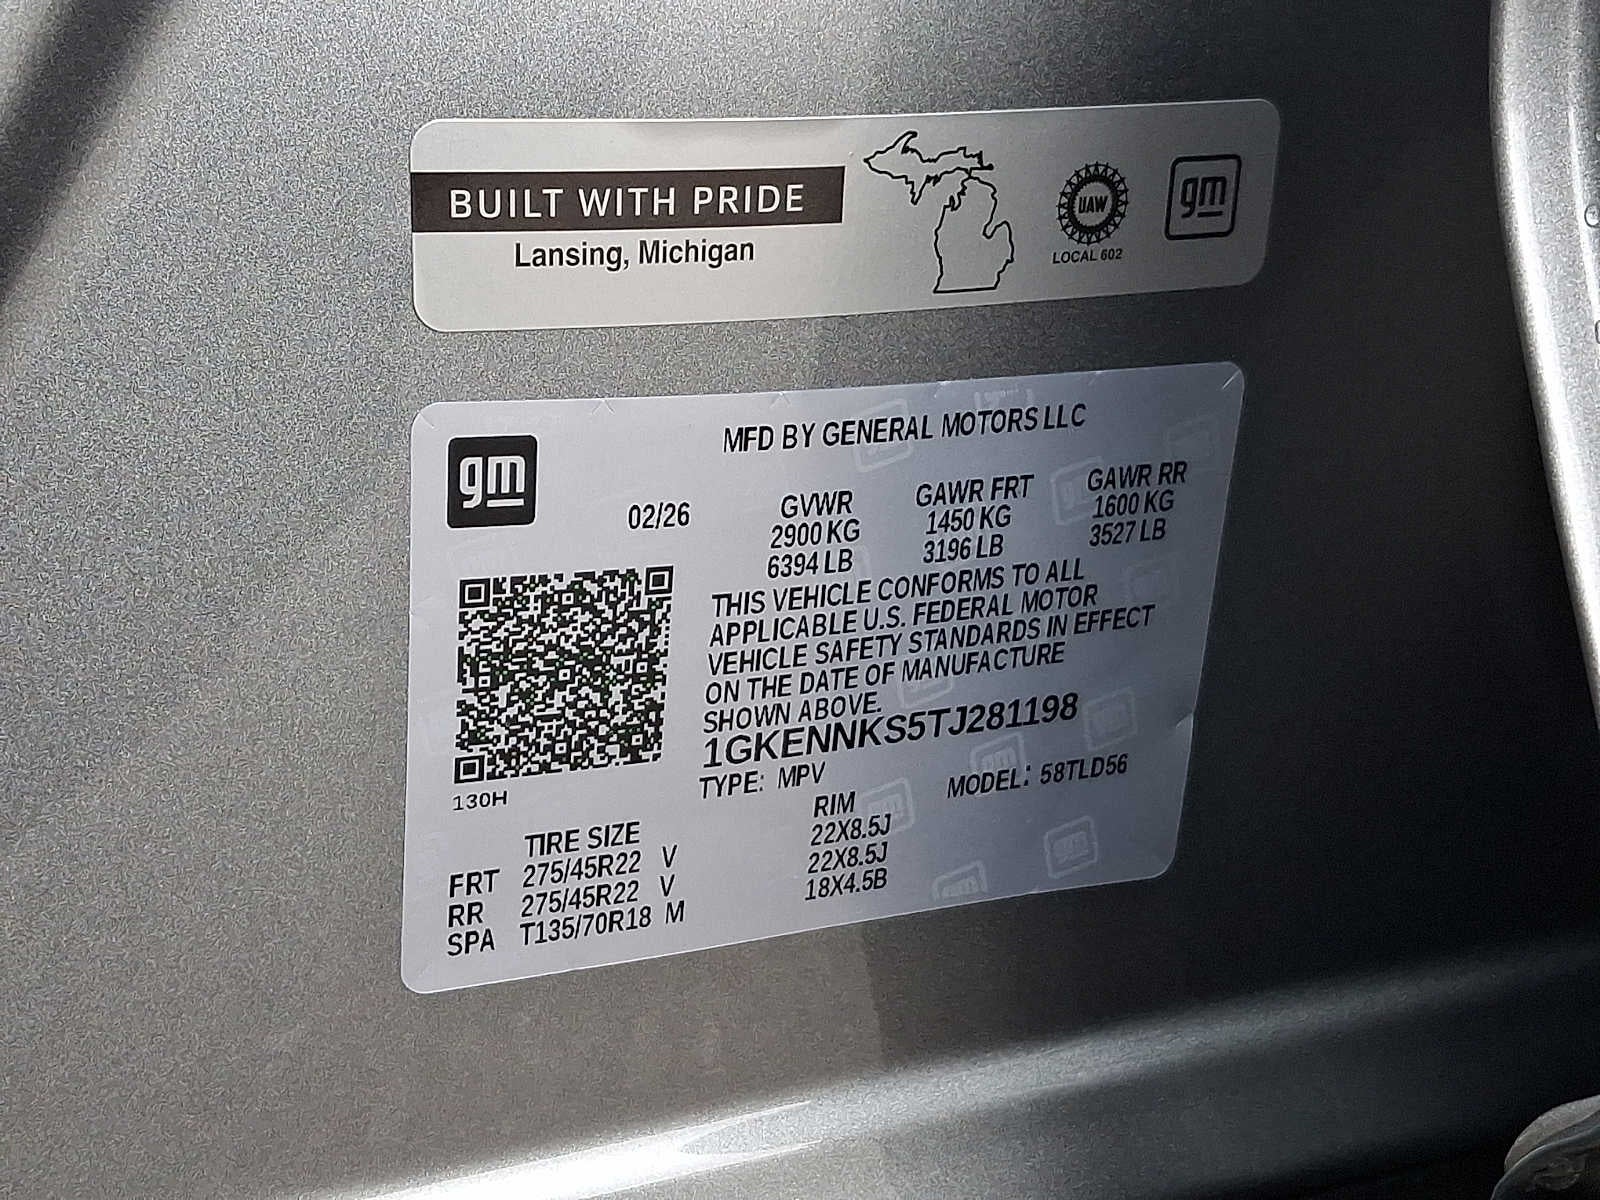 BUILT WITH PRIDE
Lansing, Michigan
UAW
LOCAL 602
gm
gm
MFD BY GENERAL MOTORS LLC
02/26
GVWR GAWR FRT GAWR RR
2900 KG 1450 KG 1600 KG
6394 LB 3196 LB 3527 LB
THIS VEHICLE CONFORMS TO ALL
APPLICABLE U.S. FEDERAL MOTOR
VEHICLE SAFETY STANDARDS IN EFFECT
ON THE DATE OF MANUFACTURE
SHOWN ABOVE.
1GKENNKS5TJ281198
TYPE: MPV MODEL: 58TLD56
130H
TIRE SIZE RIM
FRT 275/45R22 V 22X8.5J
RR 275/45R22 V 22X8.5J
SPA T135/70R18 M 18X4.5B